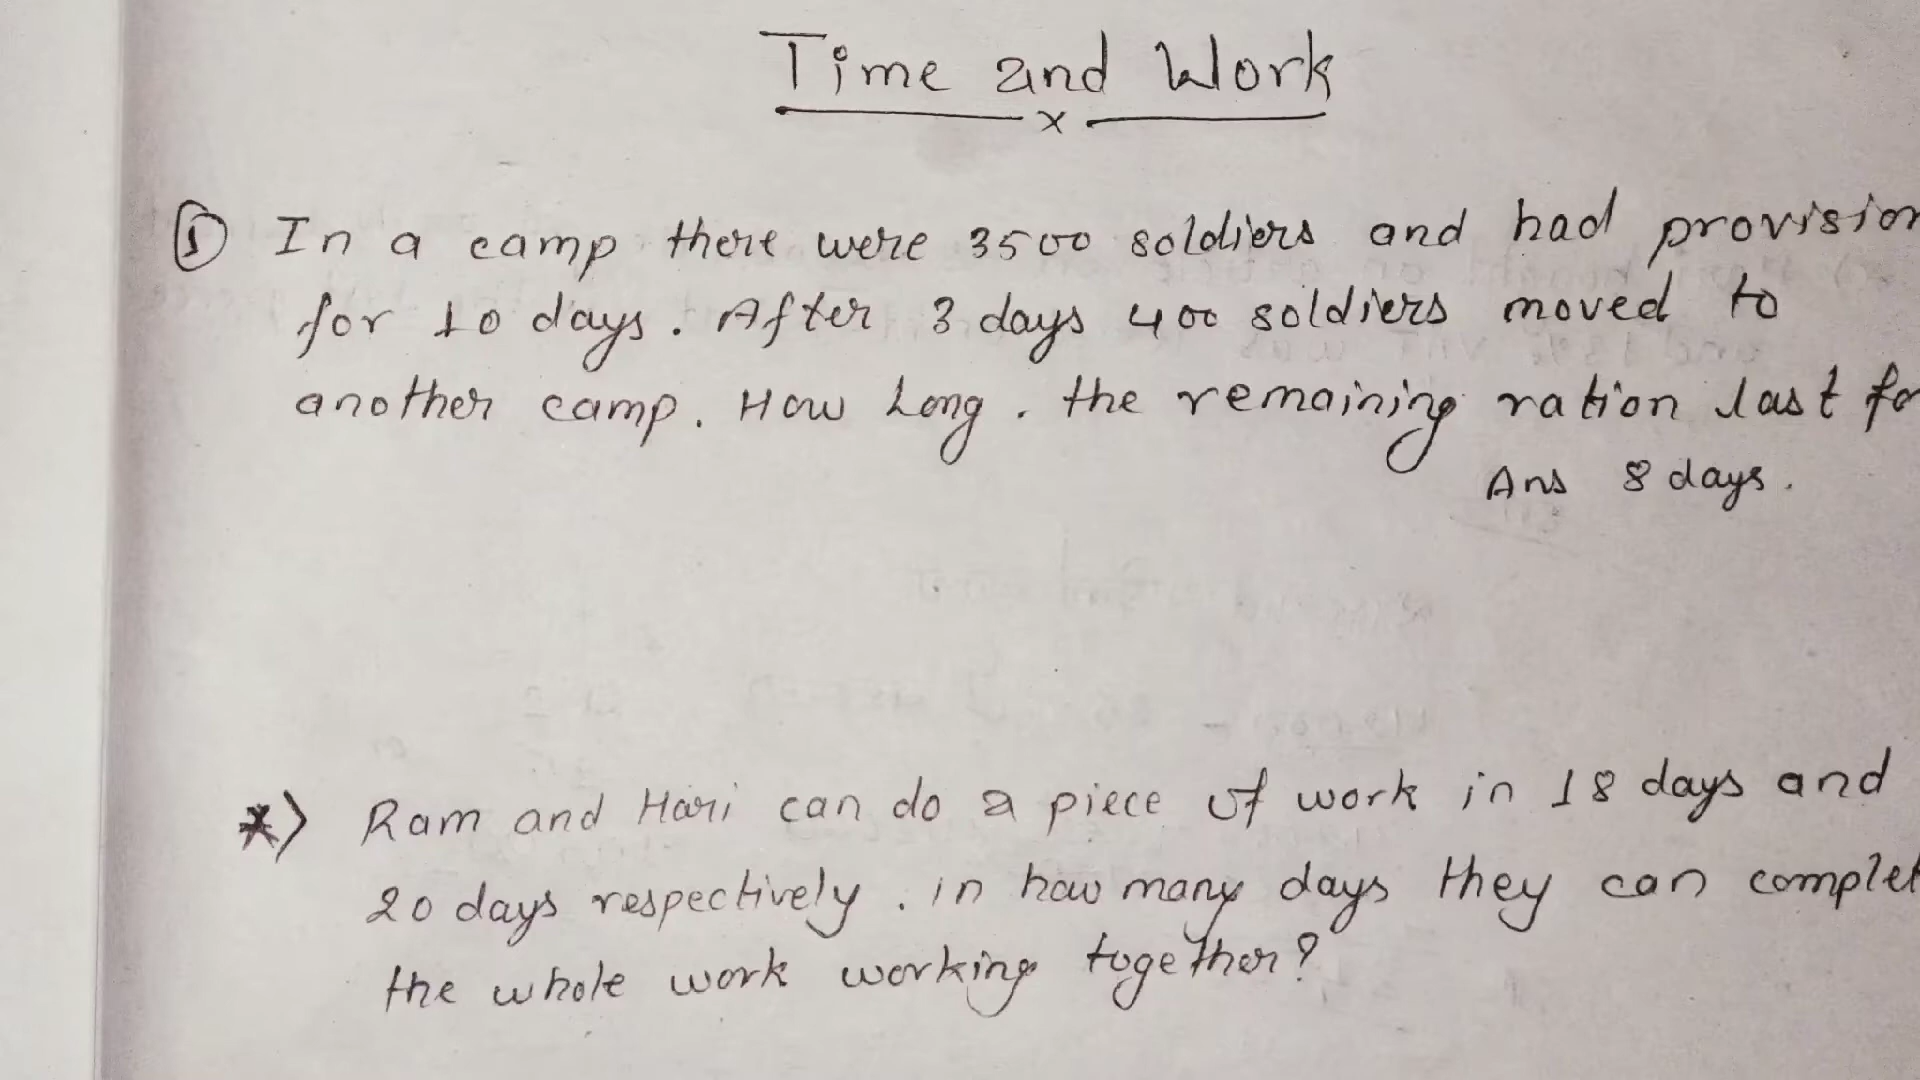 Time and Work
x
1 In a camp there were 3500 soldiers and had provision
for 10 days. After 3 days 400 soldiers moved to
another camp. How Long. the remaining ration last for
Ans 8 days.
*> Ram and Hari can do a piece of work in 18 days and
20 days respectively. in how many days they can complet
the whole work working together?